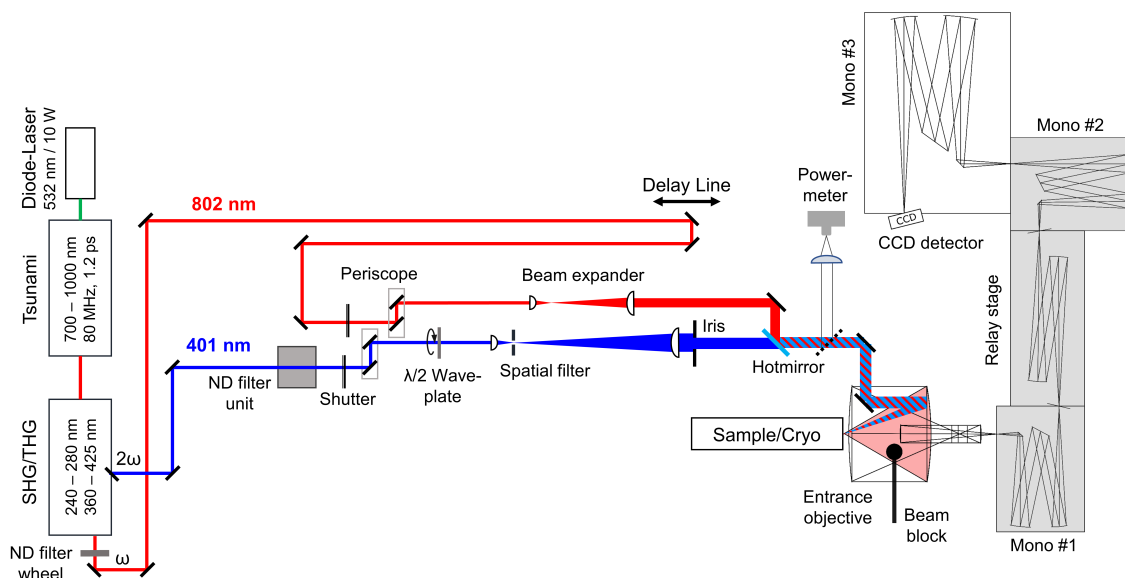 Diode-Laser
532 nm / 10 W
Tsunami
700 – 1000 nm
80 MHz, 1.2 ps
SHG/THG
240 – 280 nm
360 – 425 nm
ND filter
wheel
ω
2ω
802 nm
401 nm
ND filter
unit
Shutter
Periscope
λ/2 Wave-
plate
Beam expander
Spatial filter
Delay Line
Iris
Hotmirror
Power-
meter
Sample/Cryo
Entrance
objective
Beam
block
Mono #3
CCD
CCD detector
Mono #2
Relay stage
Mono #1